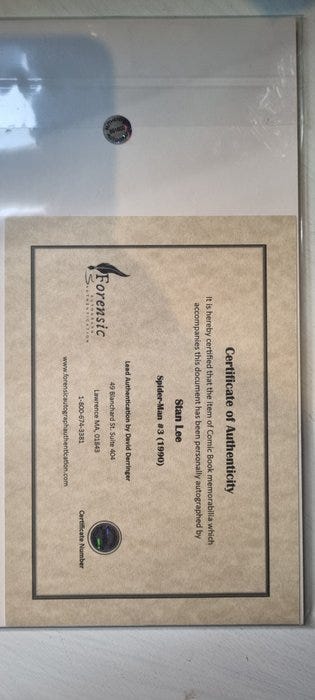 Certificate of Authenticity
It is hereby certified that the item of Comic Book memorabilia which
accompanies this document has been personally autographed by
Stan Lee
Spider-Man #3 (1990)
Lead Authentication by David Derringer
49 Blanchard St. Suite 404
Lawrence MA, 01843
1-800-674-3381
www.forensicautographauthentication.com
Forensic
AUTOGRAPH
AUTHENTICATION
Certificate Number